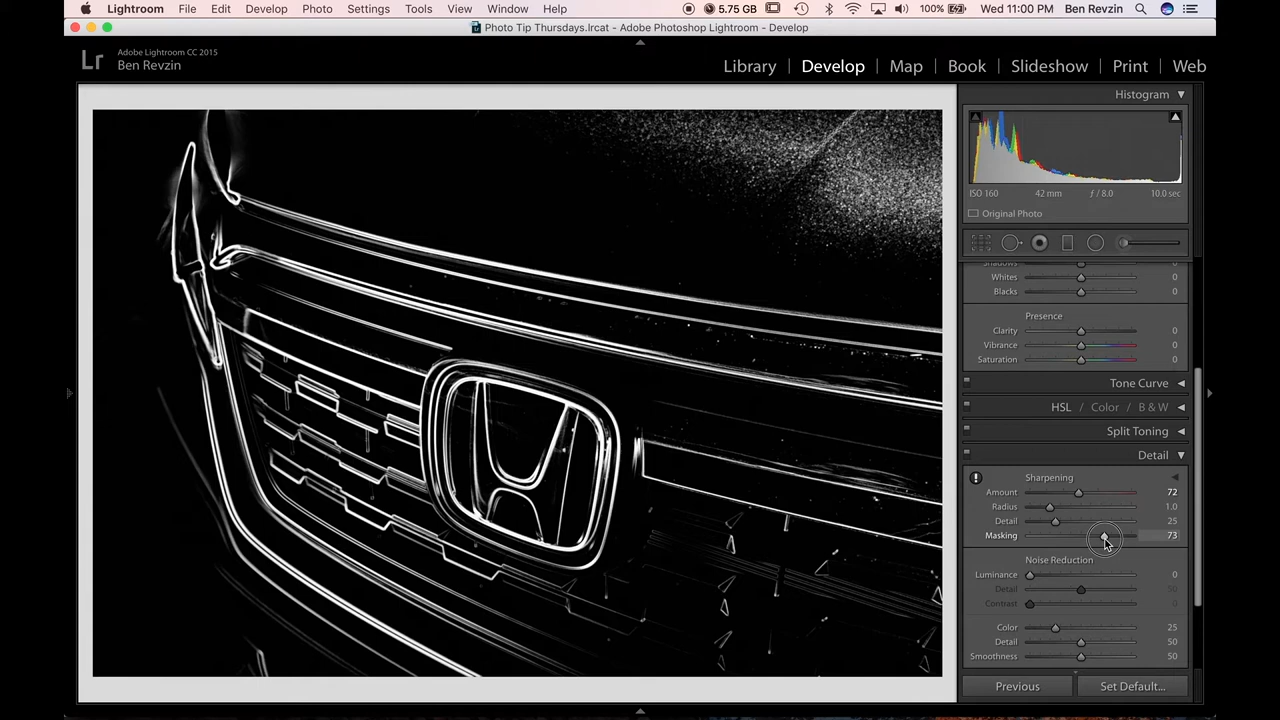 Lightroom File Edit Develop Photo Settings Tools View Window Help 5.75 GB 100% Wed 11:00 PM Ben Revzin
Photo Tip Thursdays.lrcat - Adobe Photoshop Lightroom - Develop
Lr
Adobe Lightroom CC 2015
Ben Revzin
Library | Develop | Map | Book | Slideshow | Print | Web
Histogram
ISO 160 42 mm ƒ / 8.0 10.0 sec
Original Photo
Shadows
Whites 0
Blacks 0
Presence
Clarity 0
Vibrance 0
Saturation 0
Tone Curve
HSL / Color / B & W
Split Toning
Detail
Sharpening
Amount 72
Radius 1.0
Detail 25
Masking 73
Noise Reduction
Luminance 0
Detail 50
Contrast 0
Color 25
Detail 50
Smoothness 50
Previous Set Default...